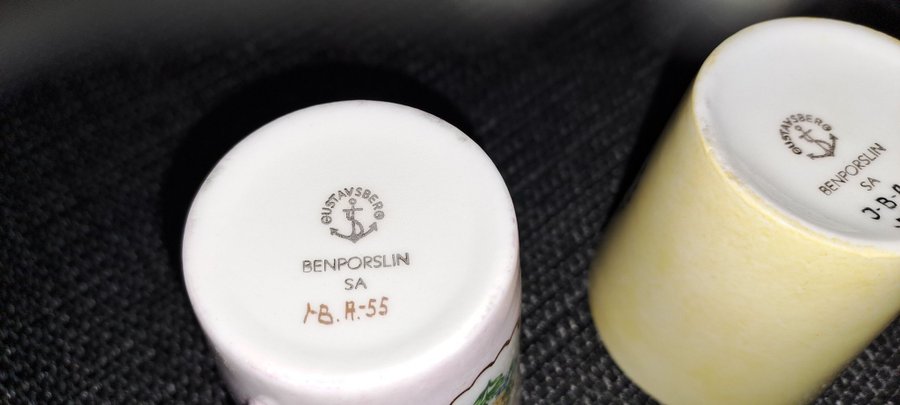 GUSTAVSBERG
BENPORSLIN
SA
B.A.-55
GUSTAVSBERG
BENPORSLIN
SA
J-B-A